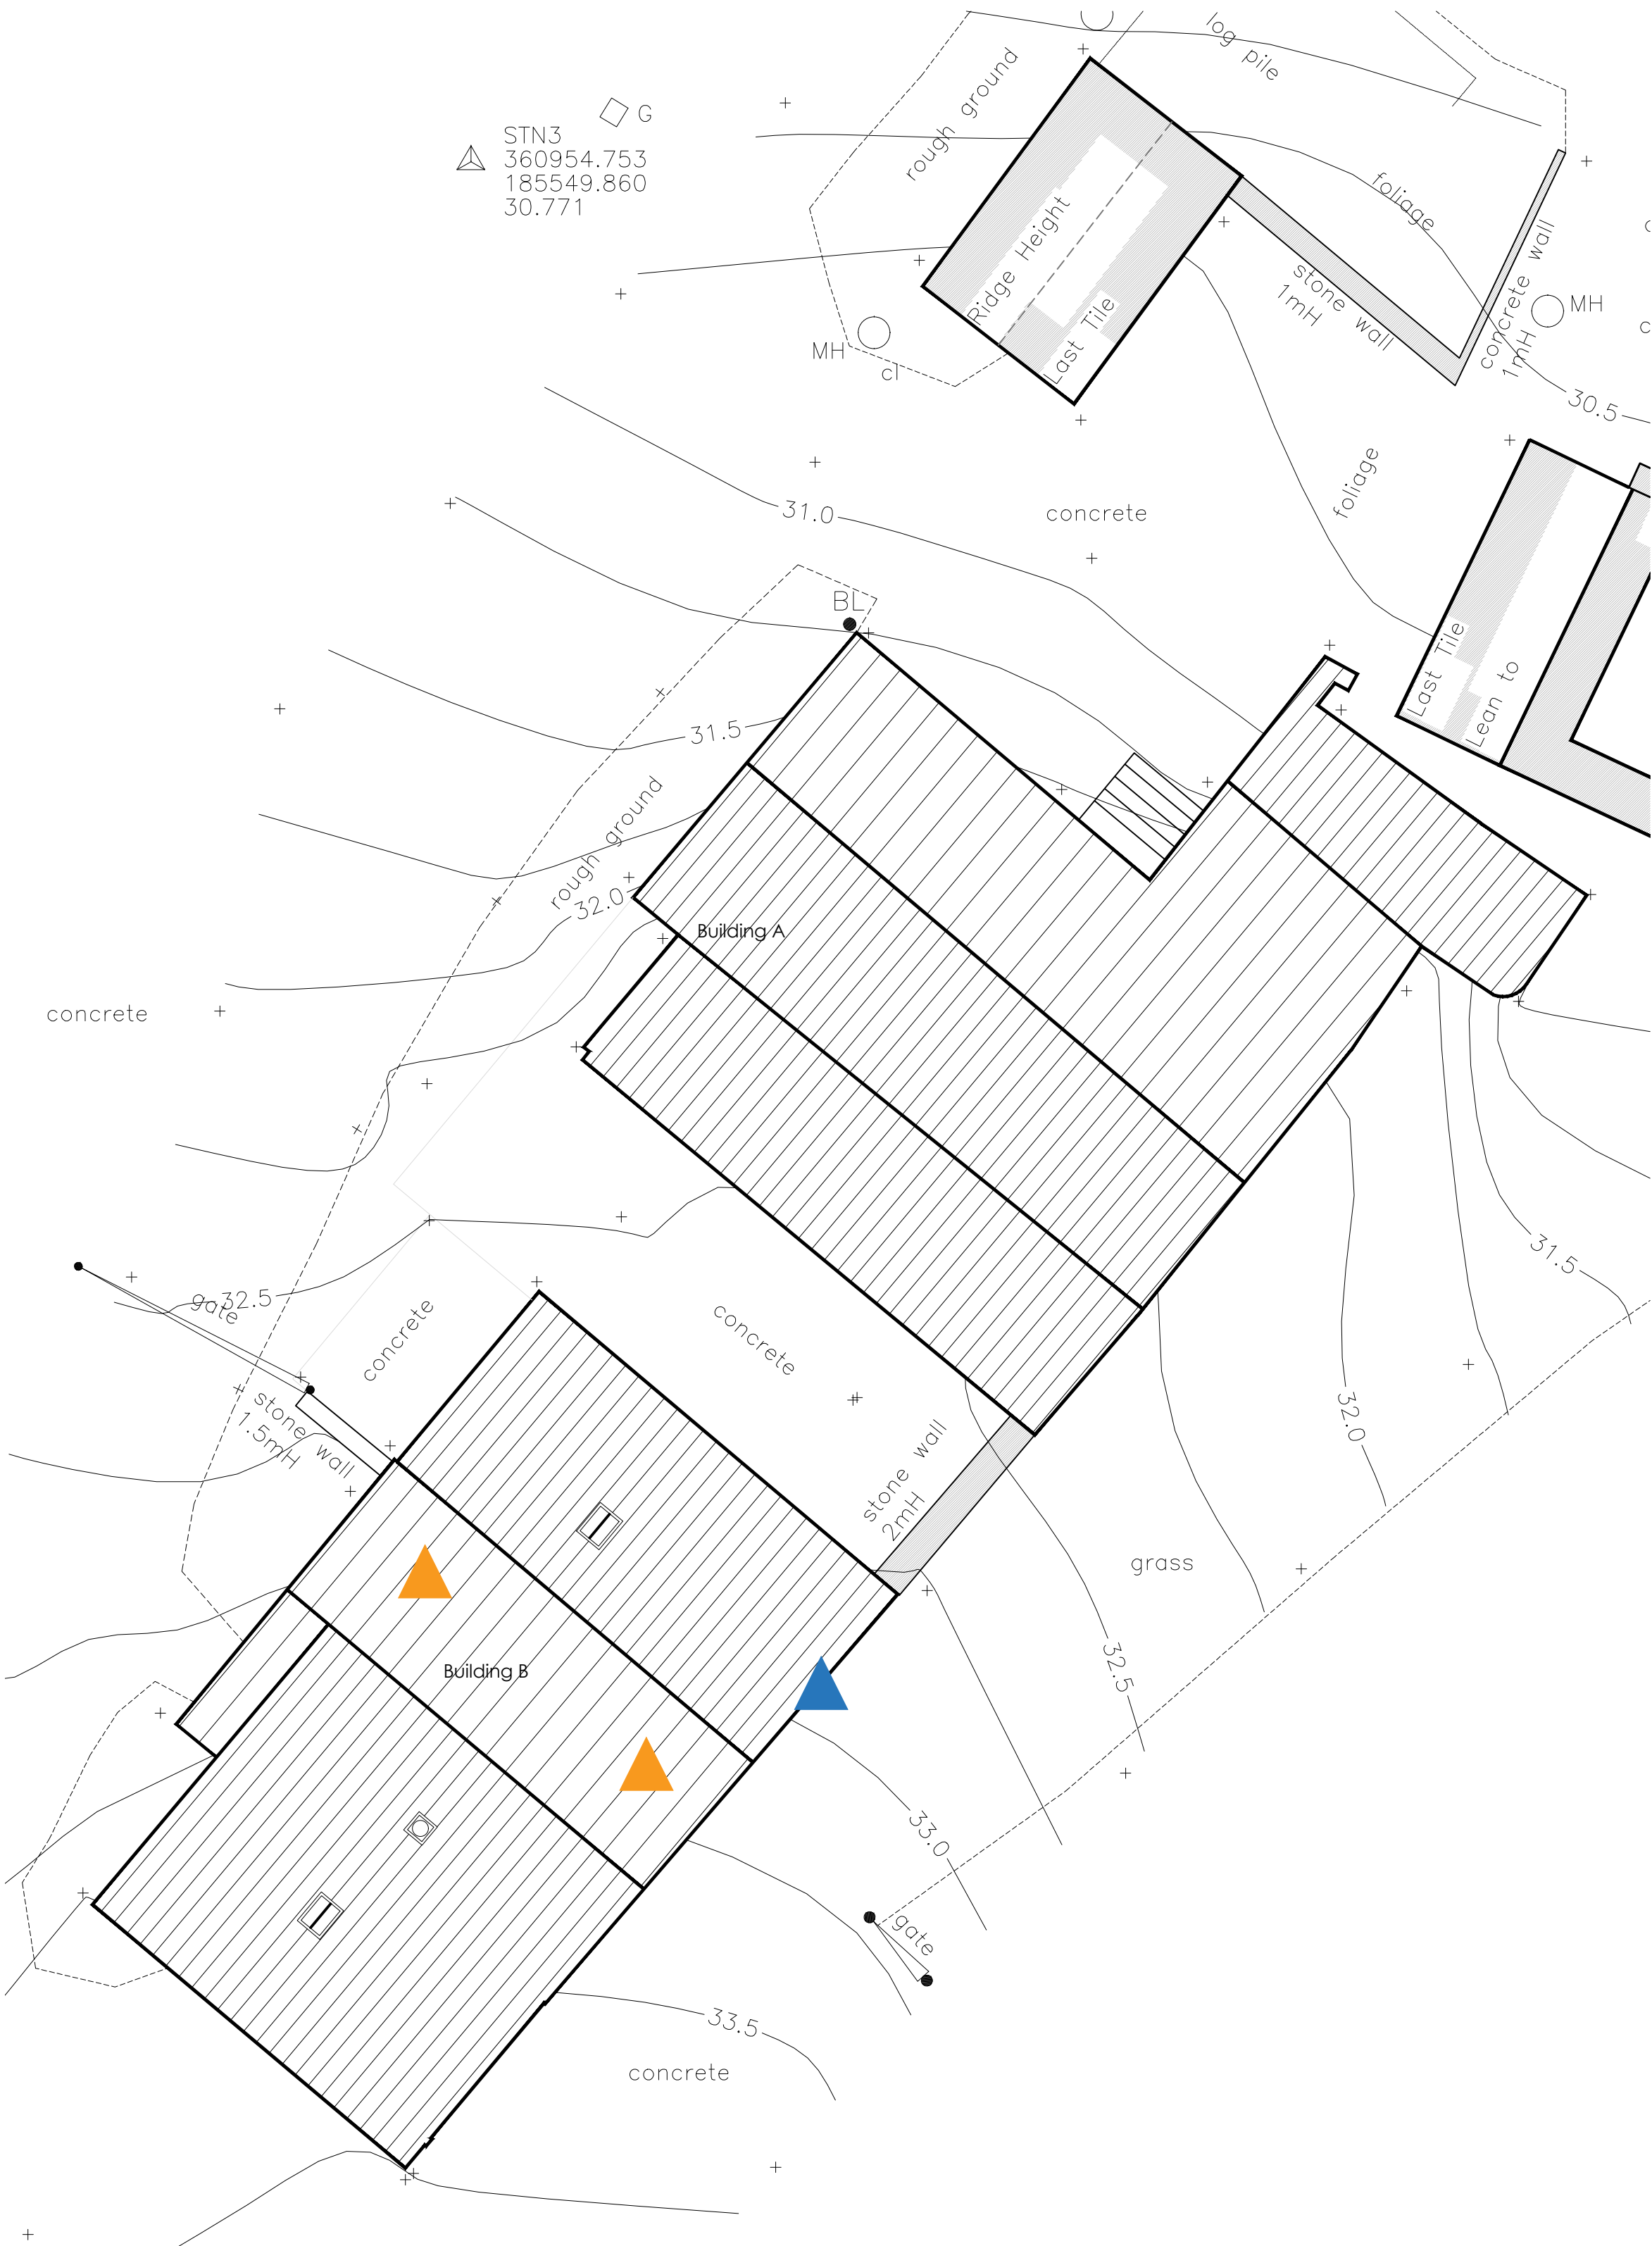 log pile
rough ground
G
STN3
360954.753
185549.860
30.771
foliage
Ridge Height
Last Tile
stone wall
1mH
concrete wall
1mH
MH
MH
cl
30.5
31.0
concrete
foliage
BL
Last Tile
Lean to
31.5
rough ground
32.0
Building A
concrete
31.5
gate
32.5
concrete
concrete
stone wall
1.5mH
32.0
stone wall
2mH
grass
32.5
Building B
33.0
gate
33.5
concrete